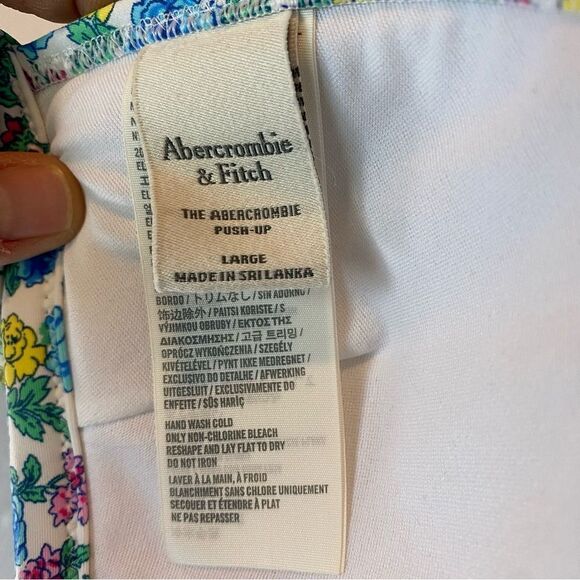 Abercrombie
& Fitch
THE ABERCROMBIE
PUSH-UP
LARGE
MADE IN SRI LANKA
BORDO / トリムなし / SIN ADORNO /
饰边除外 / PAITSI KORISTE / S
VÝJIMKOU OBRUBY / ΕΚΤΟΣ ΤΗΣ
ΔΙΑΚΟΣΜΗΣΗΣ / 고급 트리밍 /
OPRÓCZ WYKOŃCZENIA / SZEGÉLY
KIVÉTELÉVEL / PYNT IKKE MEDREGNET /
EXCLUSIVO DO DETALHE / AFWERKING
UITGESLUIT / EXCLUSIVAMENTO DE
ENFEITE / SÜS HARİÇ
HAND WASH COLD
ONLY NON-CHLORINE BLEACH
RESHAPE AND LAY FLAT TO DRY
DO NOT IRON
LAVER À LA MAIN, À FROID
BLANCHIMENT SANS CHLORE UNIQUEMENT
SECOUER ET ÉTENDRE À PLAT
NE PAS REPASSER